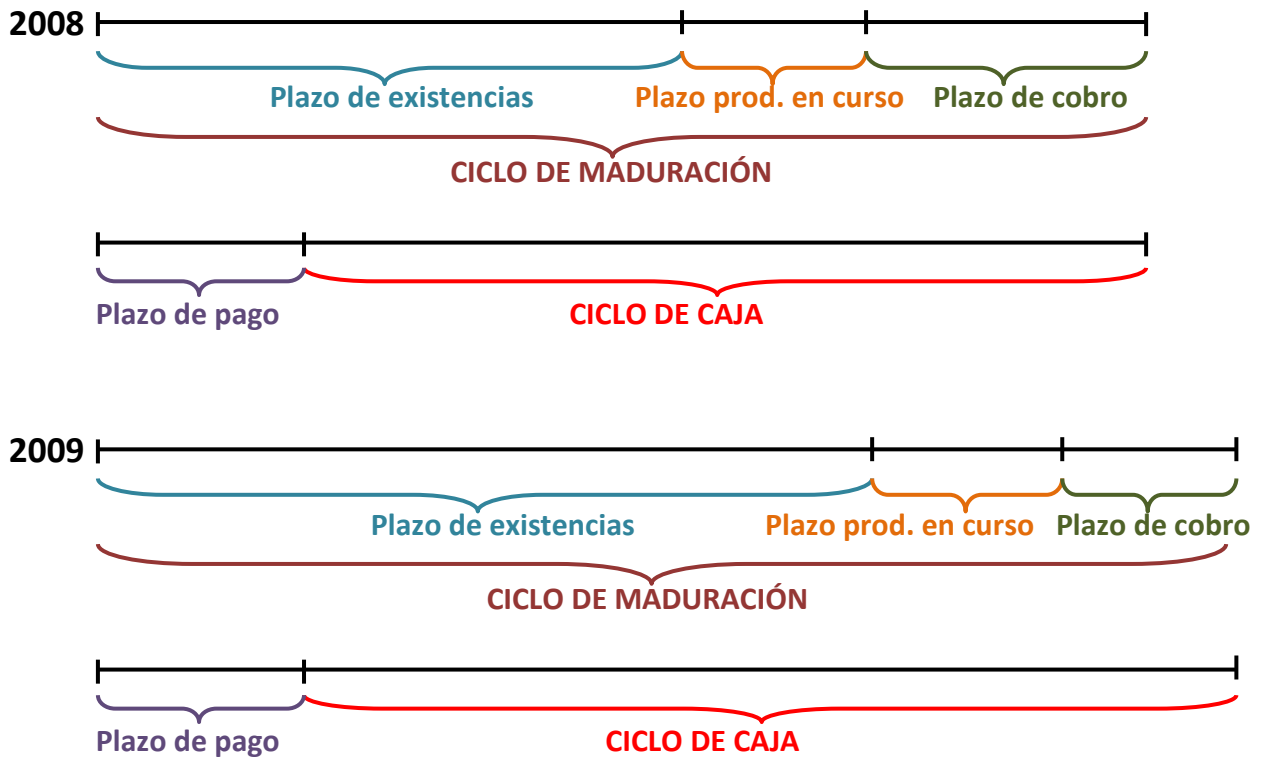 2008
Plazo de existencias
Plazo prod. en curso
Plazo de cobro
CICLO DE MADURACIÓN
Plazo de pago
CICLO DE CAJA
2009
Plazo de existencias
Plazo prod. en curso
Plazo de cobro
CICLO DE MADURACIÓN
Plazo de pago
CICLO DE CAJA